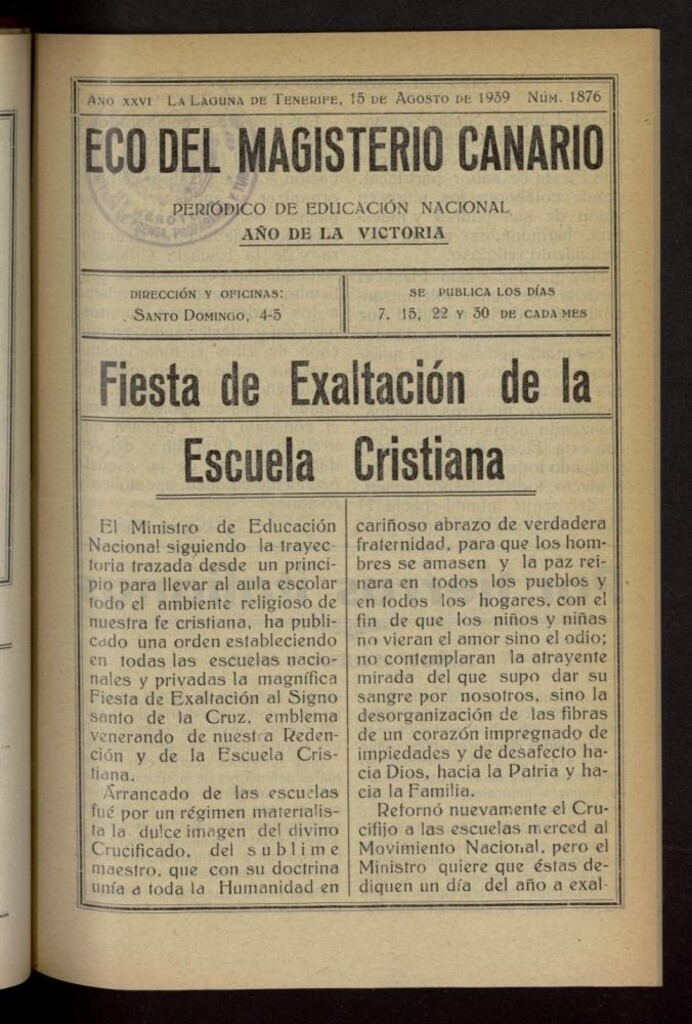 AÑO XXVI LA LAGUNA DE TENERIFE, 15 DE AGOSTO DE 1939 NÚM. 1876
ECO DEL MAGISTERIO CANARIO
PERIÓDICO DE EDUCACIÓN NACIONAL
AÑO DE LA VICTORIA
DIRECCIÓN Y OFICINAS:
SANTO DOMINGO, 4-5
SE PUBLICA LOS DÍAS
7, 15, 22 Y 30 DE CADA MES
Fiesta de Exaltación de la
Escuela Cristiana
El Ministro de Educación
Nacional siguiendo la trayec-
toria trazada desde un princi-
pio para llevar al aula escolar
todo el ambiente religioso de
nuestra fe cristiana, ha publi-
cado una orden estableciendo
en todas las escuelas nacio-
nales y privadas la magnífica
Fiesta de Exaltación al Signo
santo de la Cruz, emblema
venerando de nuestra Reden-
ción y de la Escuela Cris-
tiana.
Arrancado de las escuelas
fué por un régimen materialis-
ta la dulce imagen del divino
Crucificado, del sublime
maestro, que con su doctrina
unía a toda la Humanidad en
cariñoso abrazo de verdadera
fraternidad, para que los hom-
bres se amasen y la paz rei-
nara en todos los pueblos y
en todos los hogares, con el
fin de que los niños y niñas
no vieran el amor sino el odio;
no contemplaran la atrayente
mirada del que supo dar su
sangre por nosotros, sino la
desorganización de las fibras
de un corazón impregnado de
impiedades y de desafecto ha-
cia Dios, hacia la Patria y ha-
cia la Familia.
Retornó nuevamente el Cru-
cifijo a las escuelas merced al
Movimiento Nacional, pero el
Ministro quiere que éstas de-
diquen un día del año a exal-